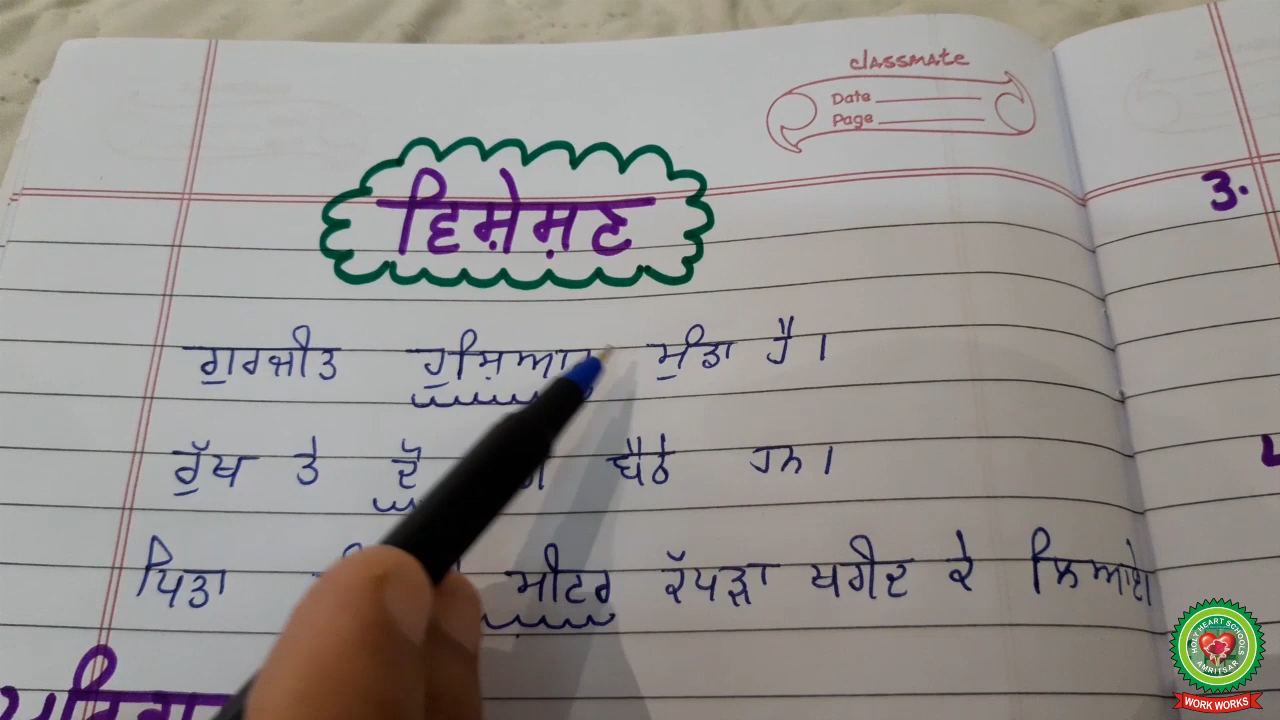 classmate
Date
Page
ਵਿਸ਼ੇਸ਼ਣ
3.
ਗੁਰਜੀਤ ਮੁੰਡਾ ਹੈ।
ਰੁੱਖ ਤੇ ਦੋ ਬੈਠੇ ਹਨ।
ਪਿਤਾ ਮੀਟਰ ਕੱਪੜਾ ਖਰੀਦ ਕੇ ਲਿਆਏ
HOLY HEART SCHOOLS
AMRITSAR
WORK WORKS